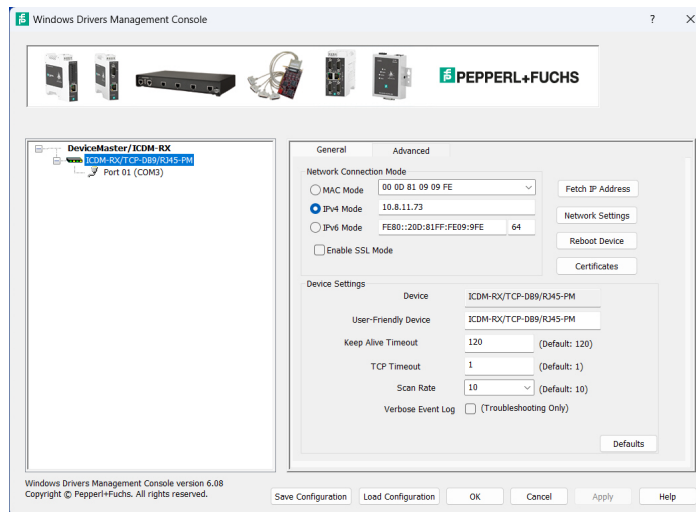 Windows Drivers Management Console
? X
PEPPERL+FUCHS
DeviceMaster/ICDM-RX
ICDM-RX/TCP-DB9/RJ45-PM
Port 01 (COM3)
General Advanced
Network Connection Mode
MAC Mode 00 0D 81 09 09 FE
Fetch IP Address
IPv4 Mode 10.8.11.73
Network Settings
IPv6 Mode FE80::20D:81FF:FE09:9FE 64
Reboot Device
Enable SSL Mode
Certificates
Device Settings
Device ICDM-RX/TCP-DB9/RJ45-PM
User-Friendly Device ICDM-RX/TCP-DB9/RJ45-PM
Keep Alive Timeout 120 (Default: 120)
TCP Timeout 1 (Default: 1)
Scan Rate 10 (Default: 10)
Verbose Event Log (Troubleshooting Only)
Defaults
Windows Drivers Management Console version 6.08
Copyright © Pepperl+Fuchs. All rights reserved.
Save Configuration Load Configuration OK Cancel Apply Help